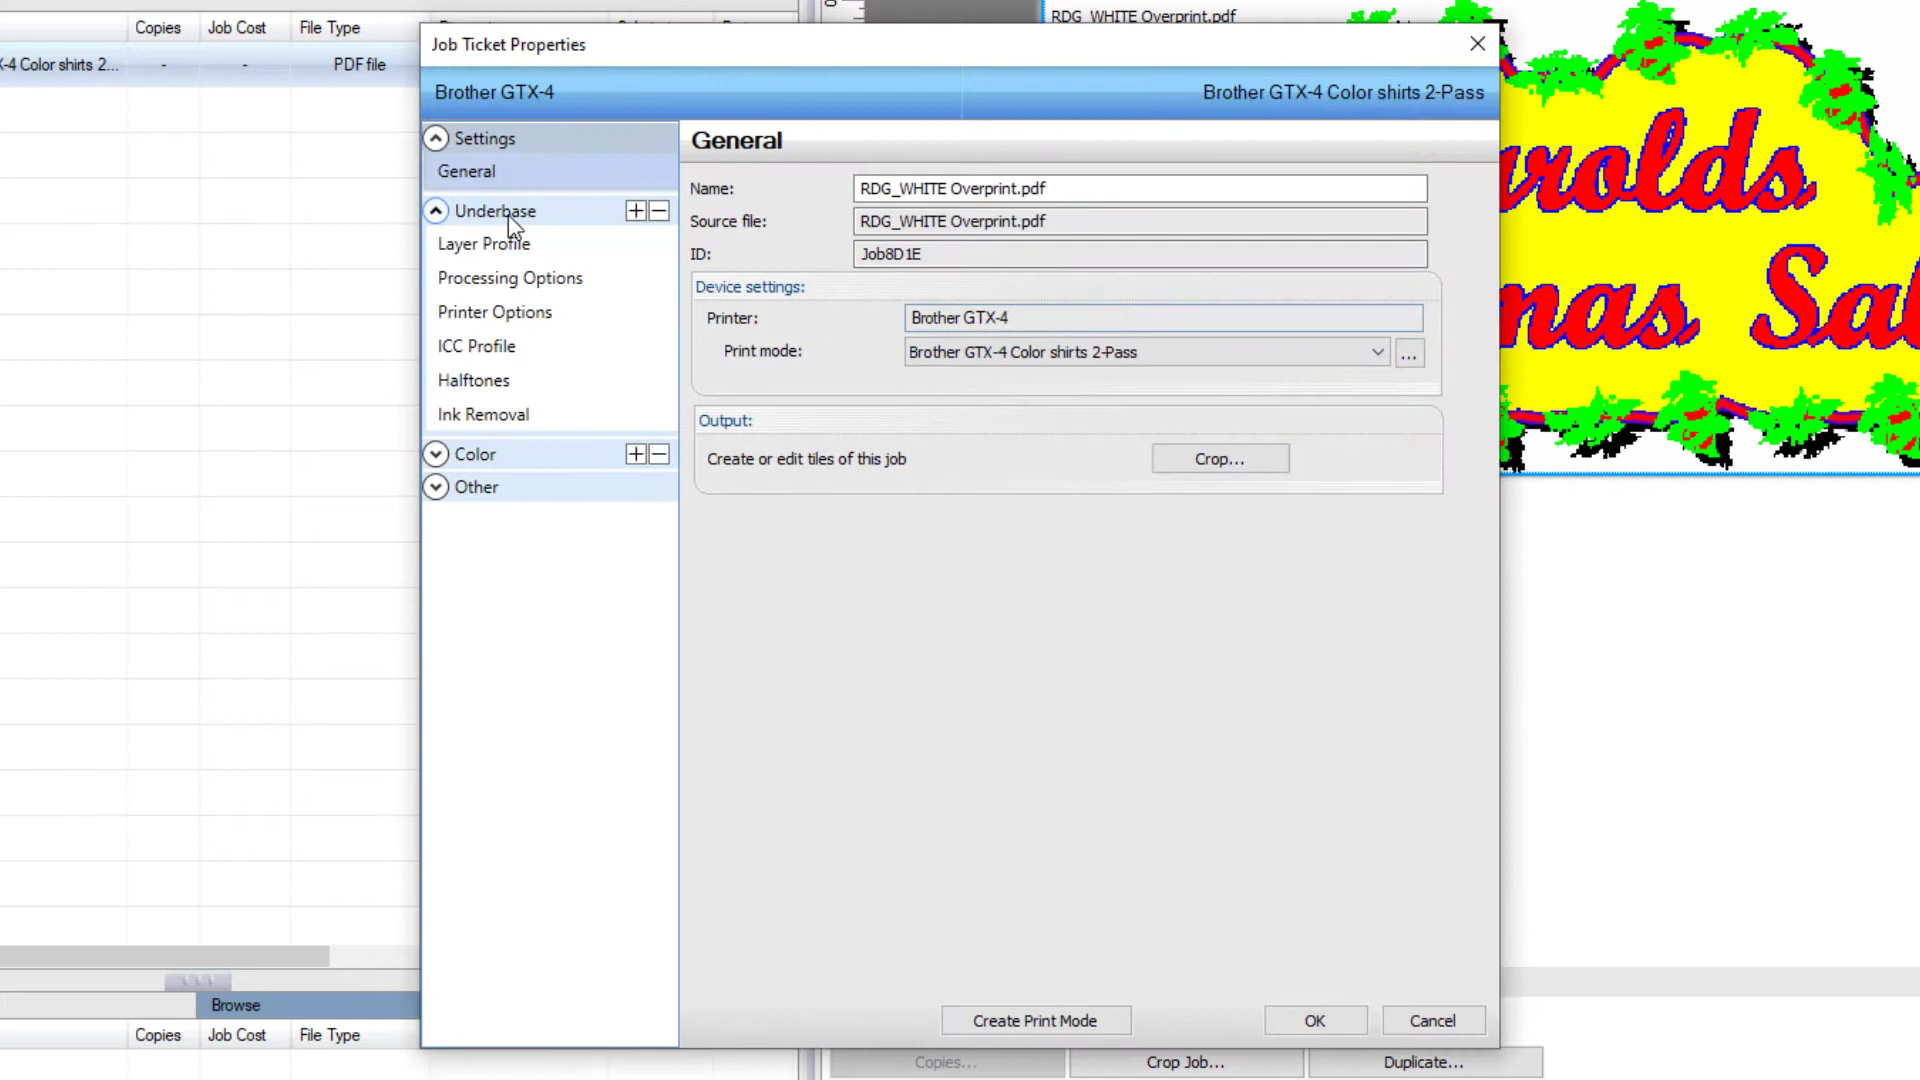 Copies Job Cost File Type
X-4 Color shirts 2... - - PDF file
RDG_WHITE Overprint.pdf
Job Ticket Properties
Brother GTX-4
Brother GTX-4 Color shirts 2-Pass
Settings
General
Underbase
Layer Profile
Processing Options
Printer Options
ICC Profile
Halftones
Ink Removal
Color
Other
General
Name: RDG_WHITE Overprint.pdf
Source file: RDG_WHITE Overprint.pdf
ID: Job8D1E
Device settings:
Printer: Brother GTX-4
Print mode: Brother GTX-4 Color shirts 2-Pass ...
Output:
Create or edit tiles of this job Crop...
Create Print Mode OK Cancel
arolds
mas Sal
Browse
Copies Job Cost File Type
Copies... Crop Job... Duplicate...